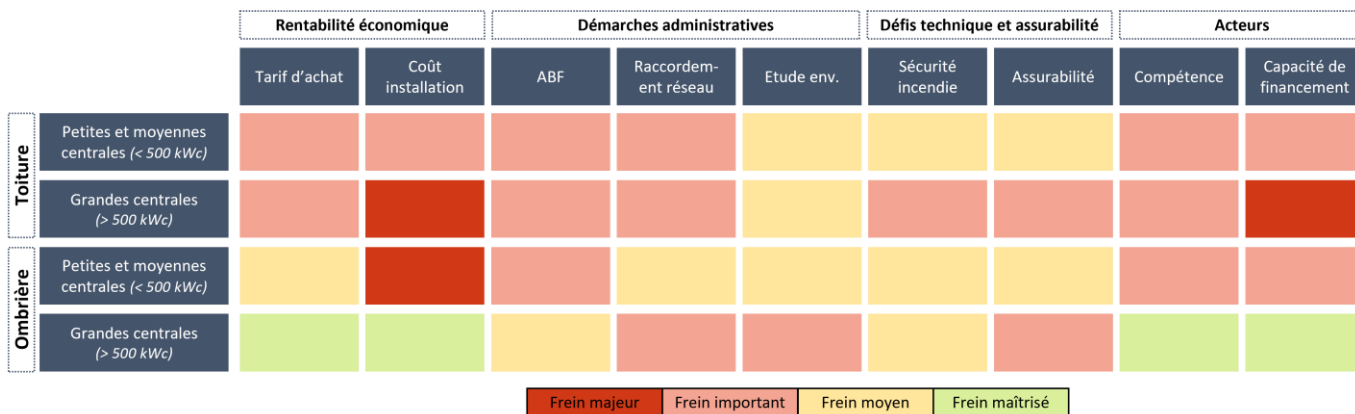 Rentabilité économique
Démarches administratives
Défis technique et assurabilité
Acteurs
Tarif d'achat
Coût
installation
ABF
Raccordem-
ent réseau
Etude env.
Sécurité
incendie
Assurabilité
Compétence
Capacité de
financement
Toiture
Petites et moyennes
centrales (< 500 kWc)
Grandes centrales
(> 500 kWc)
Ombrière
Petites et moyennes
centrales (< 500 kWc)
Grandes centrales
(> 500 kWc)
Frein majeur
Frein important
Frein moyen
Frein maîtrisé